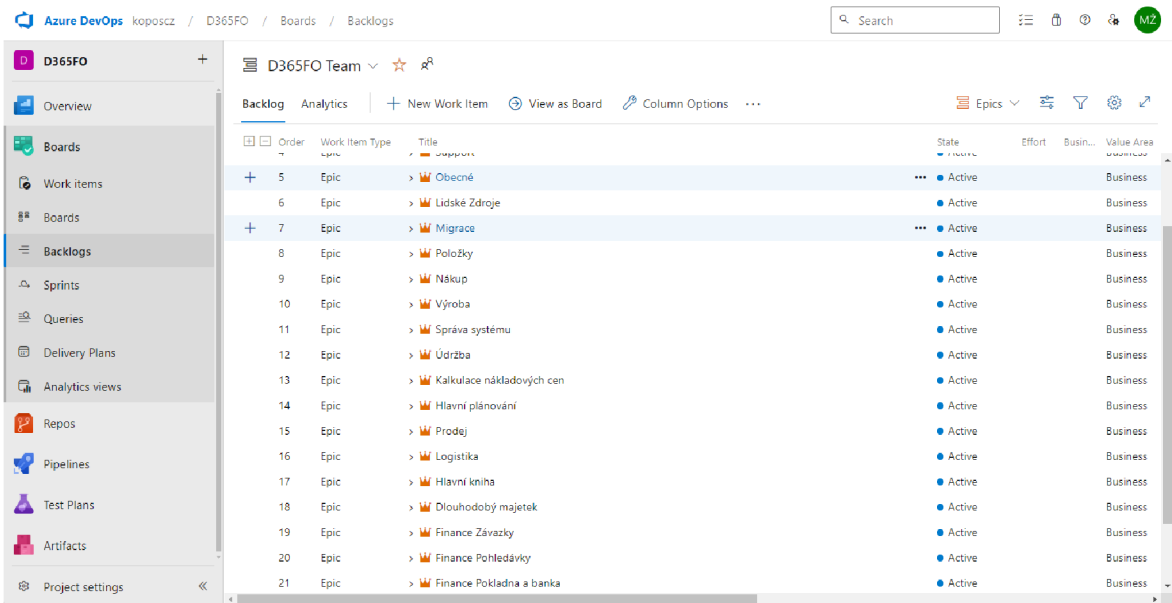 Azure DevOps koposcz / D365FO / Boards / Backlogs
Search
MŽ
D D365FO
Overview
Boards
Work items
Boards
Backlogs
Sprints
Queries
Delivery Plans
Analytics views
Repos
Pipelines
Test Plans
Artifacts
Project settings
D365FO Team
Backlog Analytics New Work Item View as Board Column Options Epics
Order Work Item Type Title State Effort Busin... Value Area
4 Epic Support Active Business
5 Epic Obecné Active Business
6 Epic Lidské Zdroje Active Business
7 Epic Migrace Active Business
8 Epic Položky Active Business
9 Epic Nákup Active Business
10 Epic Výroba Active Business
11 Epic Správa systému Active Business
12 Epic Údržba Active Business
13 Epic Kalkulace nákladových cen Active Business
14 Epic Hlavní plánování Active Business
15 Epic Prodej Active Business
16 Epic Logistika Active Business
17 Epic Hlavní kniha Active Business
18 Epic Dlouhodobý majetek Active Business
19 Epic Finance Závazky Active Business
20 Epic Finance Pohledávky Active Business
21 Epic Finance Pokladna a banka Active Business